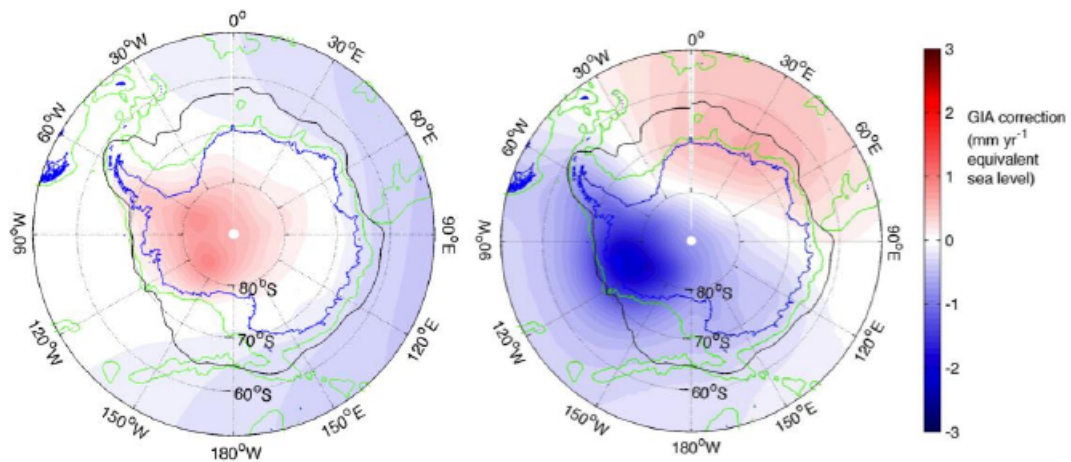 0°
30°E
60°E
90°E
120°E
150°E
180°W
150°W
120°W
90°W
60°W
30°W
80°S
70°S
60°S
0°
30°E
60°E
90°E
120°E
150°E
180°W
150°W
120°W
90°W
60°W
30°W
80°S
70°S
60°S
3
2
1
0
-1
-2
-3
GIA correction
(mm yr⁻¹
equivalent
sea level)